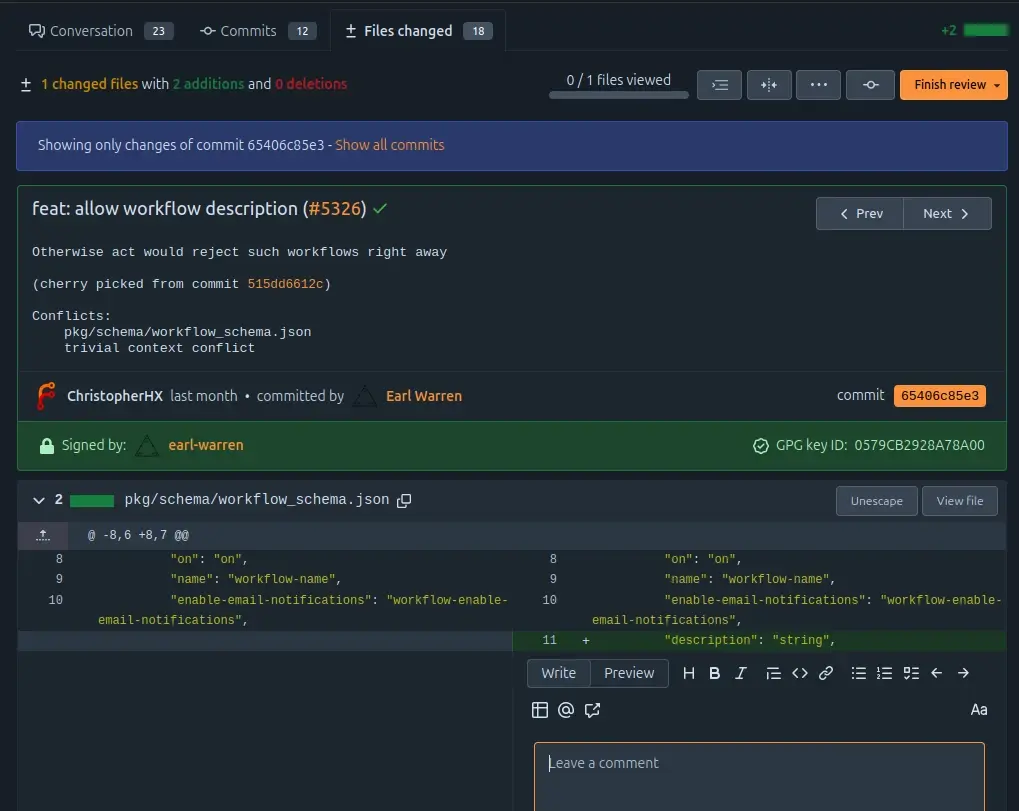 Conversation 23 Commits 12 Files changed 18 +2
1 changed files with 2 additions and 0 deletions 0 / 1 files viewed Finish review
Showing only changes of commit 65406c85e3 - Show all commits
feat: allow workflow description (#5326) Prev Next
Otherwise act would reject such workflows right away
(cherry picked from commit 515dd6612c)
Conflicts:
pkg/schema/workflow_schema.json
trivial context conflict
ChristopherHX last month • committed by Earl Warren commit 65406c85e3
Signed by: earl-warren GPG key ID: 0579CB2928A78A00
2 pkg/schema/workflow_schema.json Unescape View file
@ -8,6 +8,7 @@
8 "on": "on", 8 "on": "on",
9 "name": "workflow-name", 9 "name": "workflow-name",
10 "enable-email-notifications": "workflow-enable- 10 "enable-email-notifications": "workflow-enable-
email-notifications", email-notifications",
11 + "description": "string",
Write Preview H B I
Aa
Leave a comment